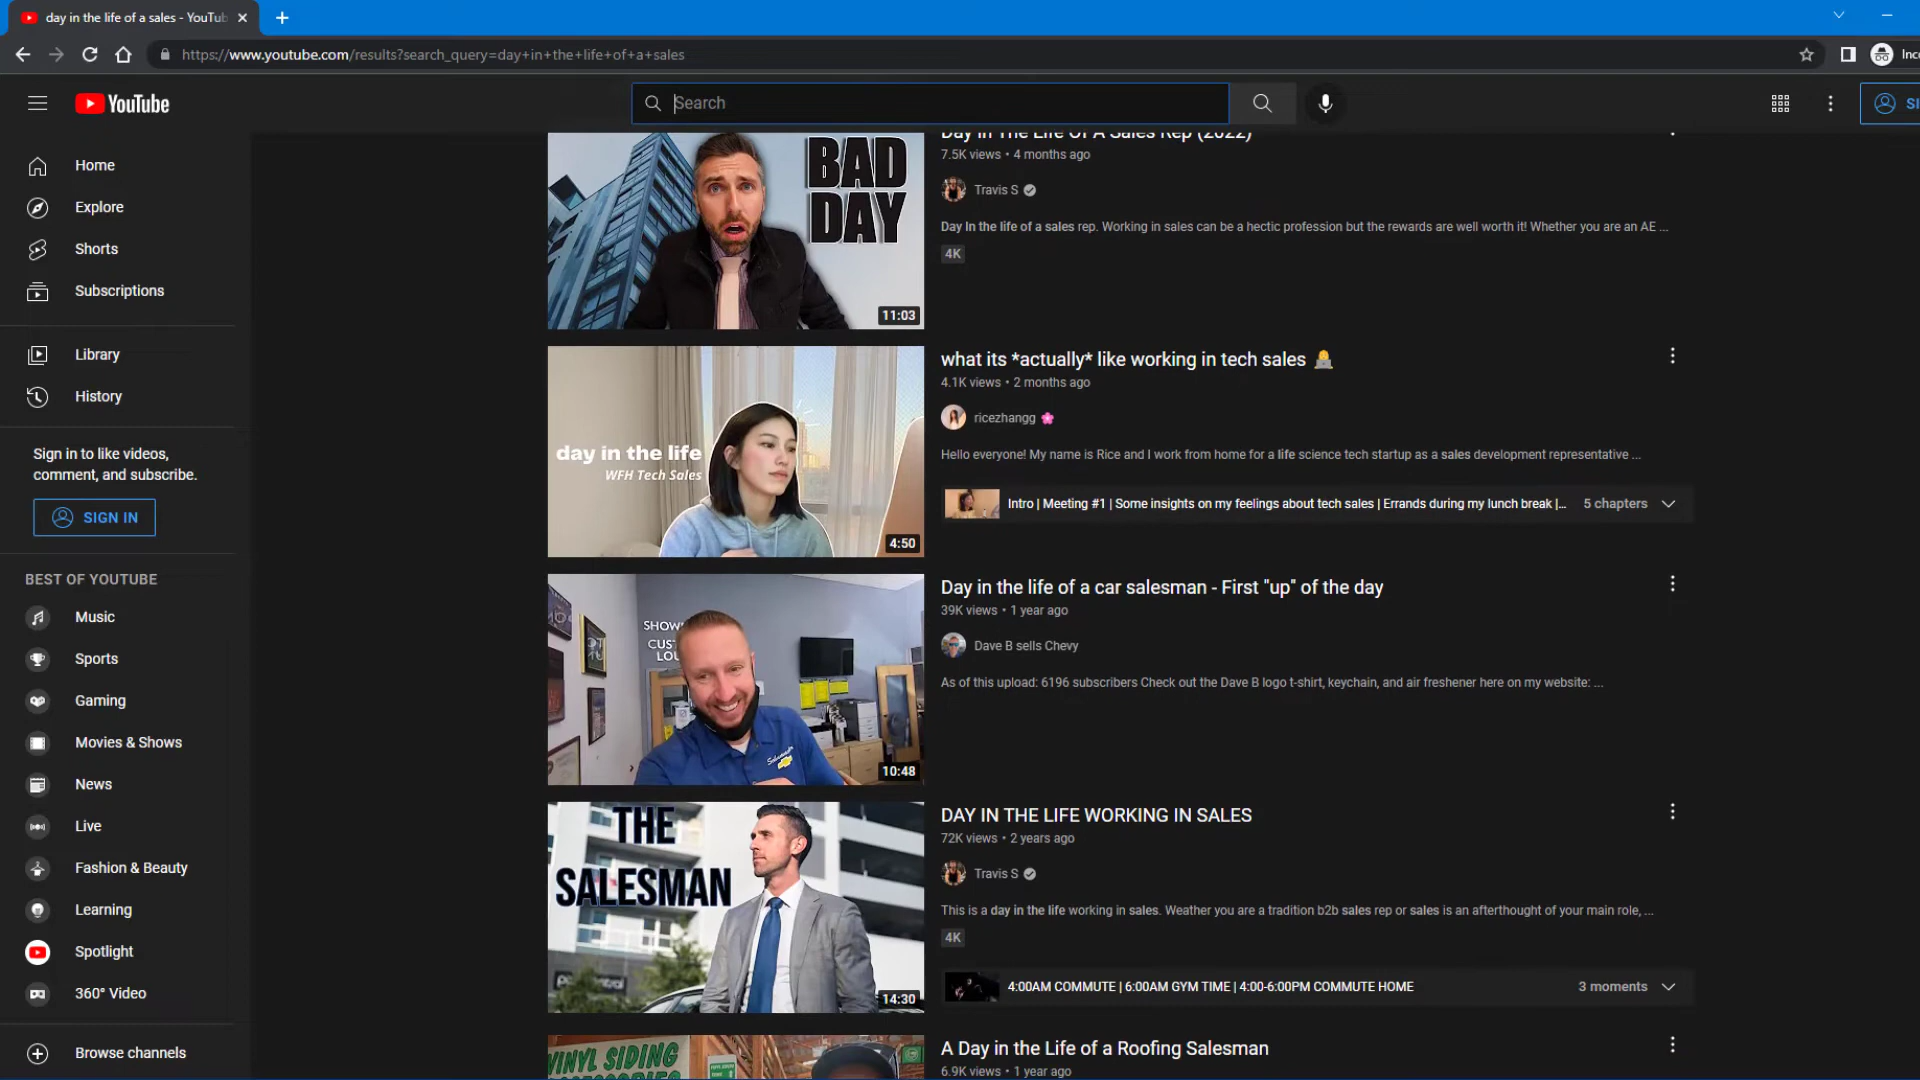 day in the life of a sales - YouTub
https://www.youtube.com/results?search_query=day+in+the+life+of+a+sales
Inc
YouTube
Search
SI
Home
Explore
Shorts
Subscriptions
Library
History
Sign in to like videos,
comment, and subscribe.
SIGN IN
BEST OF YOUTUBE
Music
Sports
Gaming
Movies & Shows
News
Live
Fashion & Beauty
Learning
Spotlight
360° Video
Browse channels
BAD
DAY
11:03
Day In The Life Of A Sales Rep (2022)
7.5K views • 4 months ago
Travis S
Day In the life of a sales rep. Working in sales can be a hectic profession but the rewards are well worth it! Whether you are an AE ...
4K
day in the life
WFH Tech Sales
4:50
what its *actually* like working in tech sales
4.1K views • 2 months ago
ricezhangg
Hello everyone! My name is Rice and I work from home for a life science tech startup as a sales development representative ...
Intro | Meeting #1 | Some insights on my feelings about tech sales | Errands during my lunch break |...
5 chapters
SHOW
CUST
LOU
10:48
Day in the life of a car salesman - First "up" of the day
39K views • 1 year ago
Dave B sells Chevy
As of this upload: 6196 subscribers Check out the Dave B logo t-shirt, keychain, and air freshener here on my website: ...
THE
SALESMAN
14:30
DAY IN THE LIFE WORKING IN SALES
72K views • 2 years ago
Travis S
This is a day in the life working in sales. Weather you are a tradition b2b sales rep or sales is an afterthought of your main role, ...
4K
4:00AM COMMUTE | 6:00AM GYM TIME | 4:00-6:00PM COMMUTE HOME
3 moments
VINYL SIDING
A Day in the Life of a Roofing Salesman
6.9K views • 1 year ago